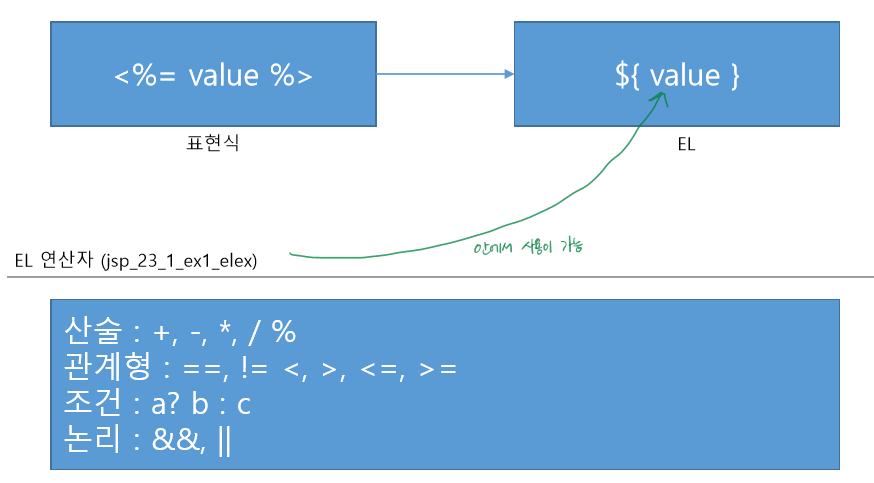 <%= value %>
${ value }
표현식
EL
안에서 사용이 가능
EL 연산자 (jsp_23_1_ex1_elex)
산술 : +, -, *, / %
관계형 : ==, != <, >, <=, >=
조건 : a? b : c
논리 : &&, ||